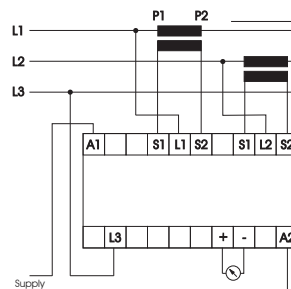 P1 P2
L1
L2
L3
A1 S1 L1 S2 S1 L2 S2
L3 + - A2
Supply